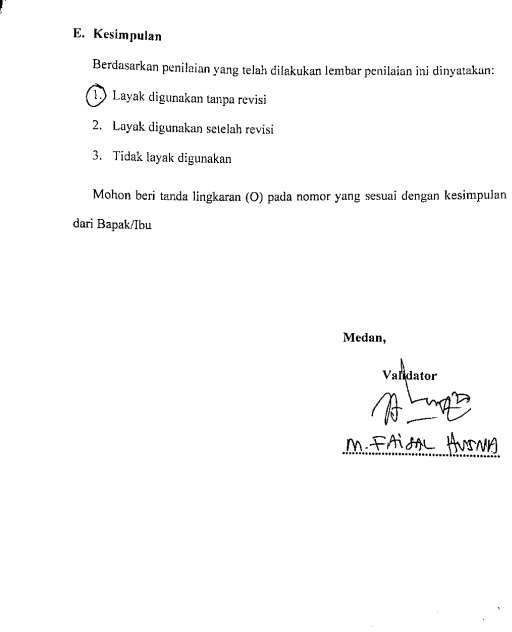 E. Kesimpulan
Berdasarkan penilaian yang telah dilakukan lembar penilaian ini dinyatakan:
1. Layak digunakan tanpa revisi
2. Layak digunakan setelah revisi
3. Tidak layak digunakan
Mohon beri tanda lingkaran (O) pada nomor yang sesuai dengan kesimpulan
dari Bapak/Ibu
Medan,
Validator
M. FAISAL HUSNA